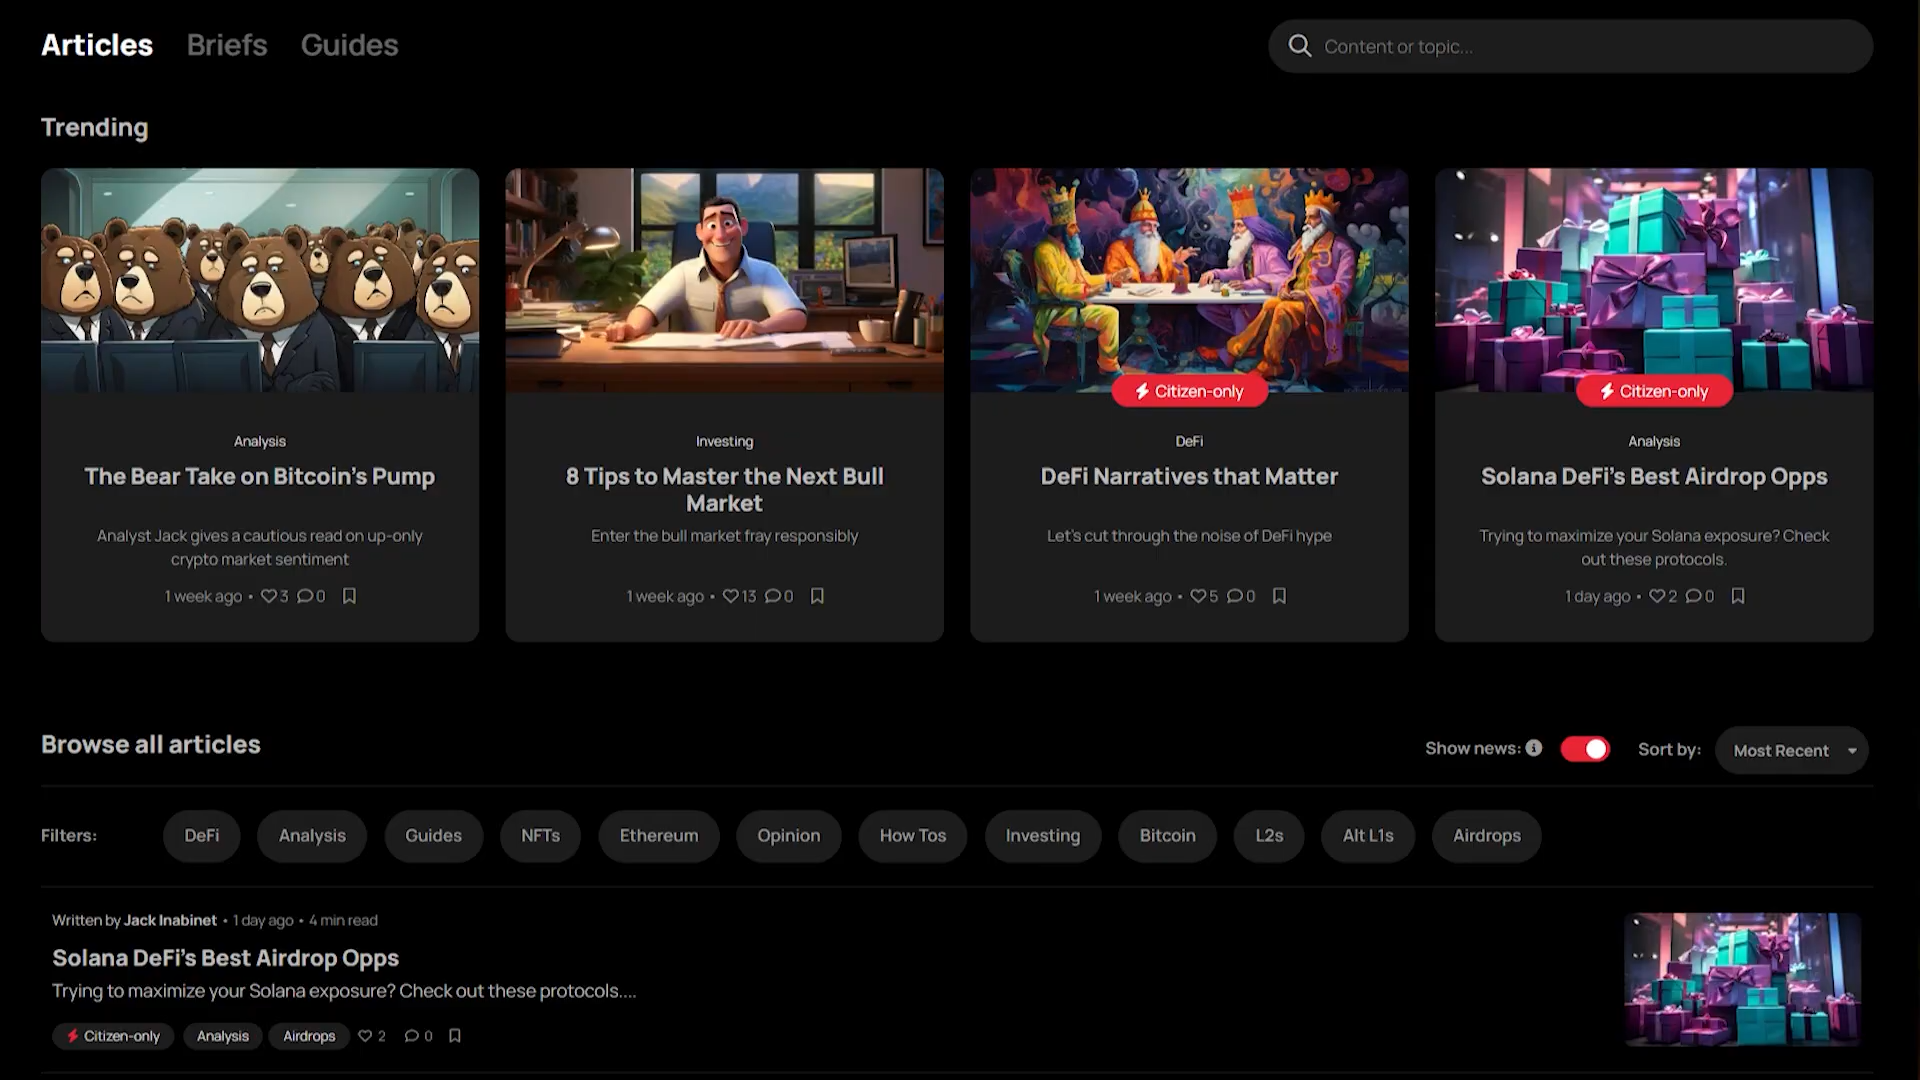 Articles Briefs Guides
Content or topic...
Trending
Citizen-only
Citizen-only
Analysis
The Bear Take on Bitcoin's Pump
Analyst Jack gives a cautious read on up-only
crypto market sentiment
1 week ago • 3 0
Investing
8 Tips to Master the Next Bull
Market
Enter the bull market fray responsibly
1 week ago • 13 0
DeFi
DeFi Narratives that Matter
Let's cut through the noise of DeFi hype
1 week ago • 5 0
Analysis
Solana DeFi's Best Airdrop Opps
Trying to maximize your Solana exposure? Check
out these protocols.
1 day ago • 2 0
Browse all articles
Show news: Sort by: Most Recent
Filters: DeFi Analysis Guides NFTs Ethereum Opinion How Tos Investing Bitcoin L2s Alt L1s Airdrops
Written by Jack Inabinet • 1 day ago • 4 min read
Solana DeFi's Best Airdrop Opps
Trying to maximize your Solana exposure? Check out these protocols....
Citizen-only Analysis Airdrops 2 0